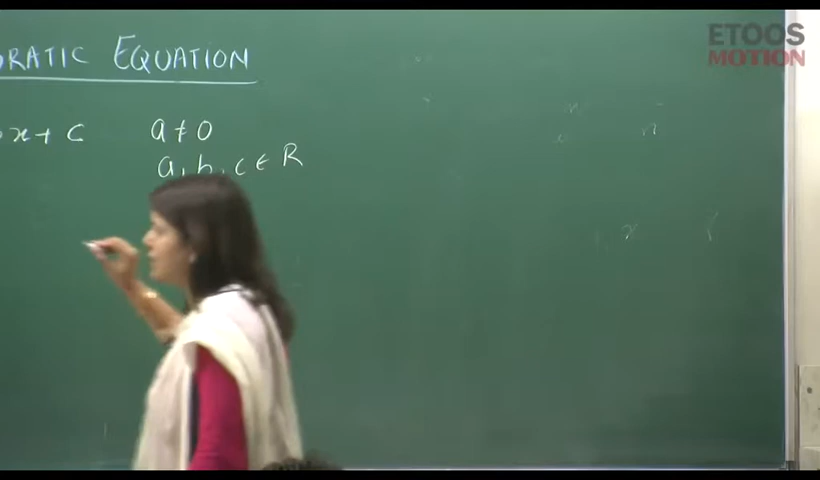 RATIC EQUATION
x + c a ≠ 0
a, b, c ∈ R
ETOOS
MOTION